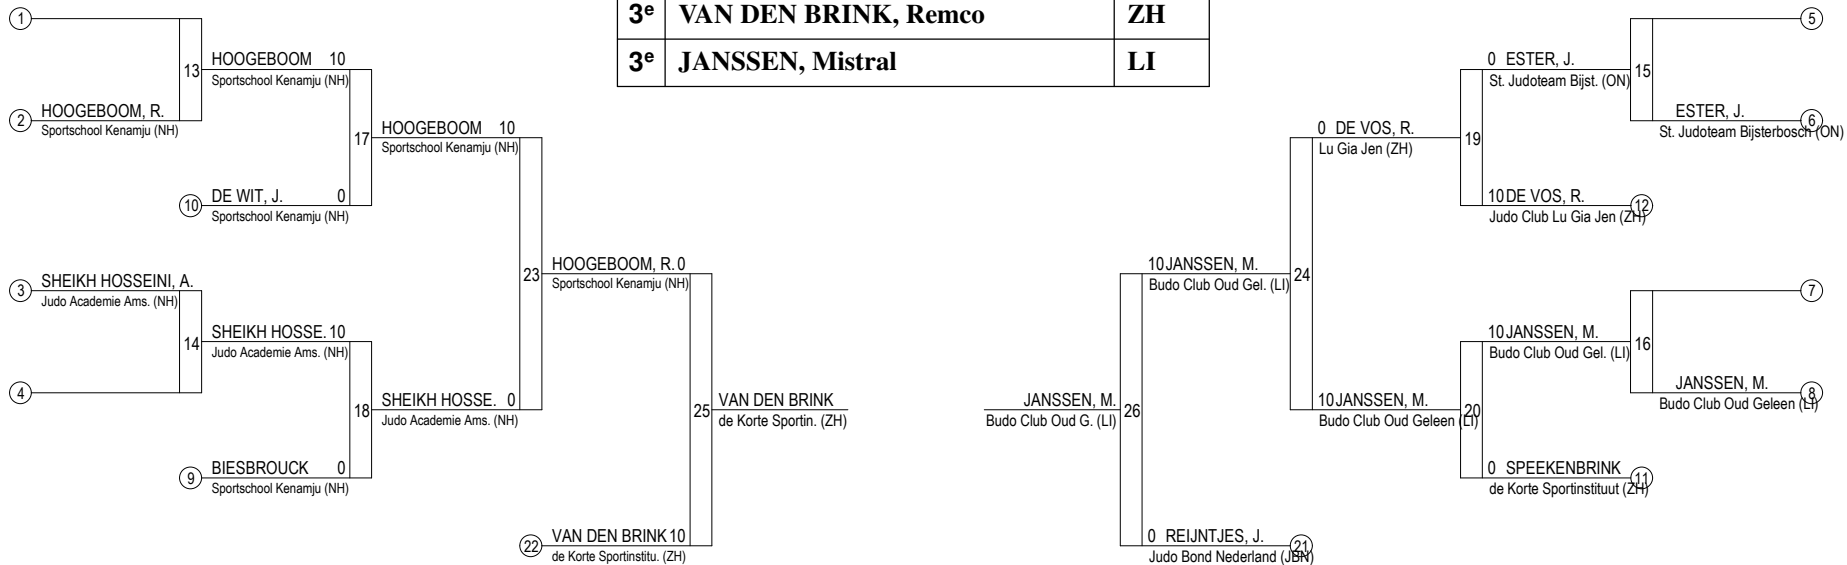 3e VAN DEN BRINK, Remco ZH
3e JANSSEN, Mistral LI
1
13
HOOGEBOOM 10
Sportschool Kenamju (NH)
2
HOOGEBOOM, R.
Sportschool Kenamju (NH)
17
HOOGEBOOM 10
Sportschool Kenamju (NH)
10
DE WIT, J. 0
Sportschool Kenamju (NH)
3
SHEIKH HOSSEINI, A.
Judo Academie Ams. (NH)
23
HOOGEBOOM, R. 0
Sportschool Kenamju (NH)
14
SHEIKH HOSSE. 10
Judo Academie Ams. (NH)
4
18
SHEIKH HOSSE. 0
Judo Academie Ams. (NH)
25
VAN DEN BRINK
de Korte Sportin. (ZH)
9
BIESBROUCK 0
Sportschool Kenamju (NH)
22
VAN DEN BRINK 10
de Korte Sportinstitu. (ZH)
5
0 ESTER, J.
St. Judoteam Bijst. (ON)
15
ESTER, J.
St. Judoteam Bijsterbosch (ON)
6
0 DE VOS, R.
Lu Gia Jen (ZH)
19
10 DE VOS, R.
Judo Club Lu Gia Jen (ZH)
12
10 JANSSEN, M.
Budo Club Oud Gel. (LI)
24
7
10 JANSSEN, M.
Budo Club Oud Gel. (LI)
16
JANSSEN, M.
Budo Club Oud Geleen (LI)
8
JANSSEN, M.
Budo Club Oud G. (LI)
26
10 JANSSEN, M.
Budo Club Oud Geleen (LI)
20
0 SPEEKENBRINK
de Korte Sportinstituut (ZH)
11
0 REIJNTJES, J.
Judo Bond Nederland (JBN)
21